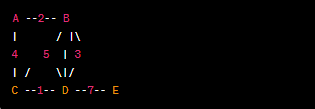 A --2-- B
|     / |\
4   5  | 3
| /    \|/
C --1-- D --7-- E